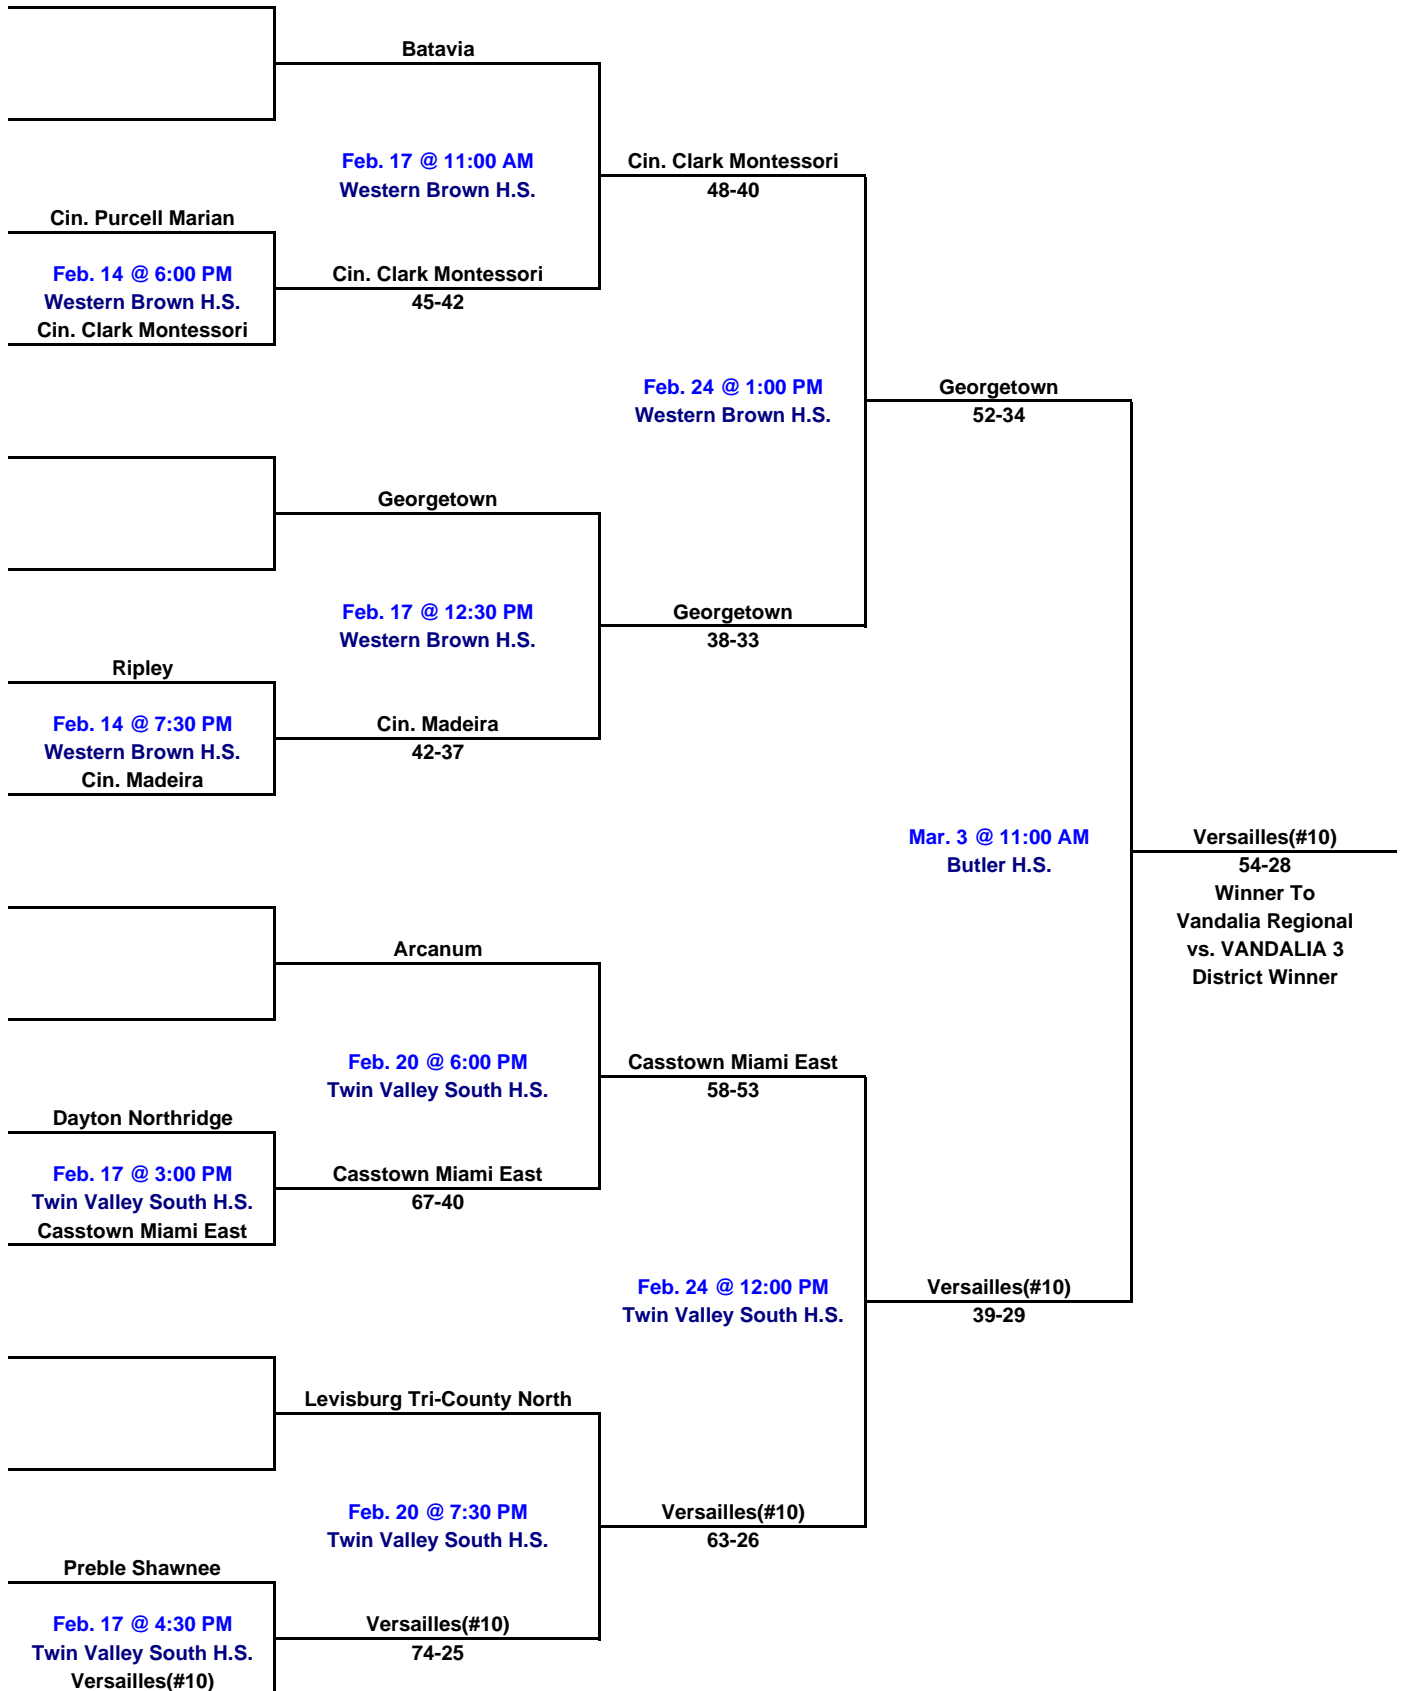 Batavia
Feb. 17 @ 11:00 AM
Western Brown H.S.
Cin. Clark Montessori
48-40
Cin. Purcell Marian
Feb. 14 @ 6:00 PM
Western Brown H.S.
Cin. Clark Montessori
Cin. Clark Montessori
45-42
Feb. 24 @ 1:00 PM
Western Brown H.S.
Georgetown
52-34
Georgetown
Feb. 17 @ 12:30 PM
Western Brown H.S.
Georgetown
38-33
Ripley
Feb. 14 @ 7:30 PM
Western Brown H.S.
Cin. Madeira
Cin. Madeira
42-37
Mar. 3 @ 11:00 AM
Butler H.S.
Versailles(#10)
54-28
Winner To
Vandalia Regional
vs. VANDALIA 3
District Winner
Arcanum
Feb. 20 @ 6:00 PM
Twin Valley South H.S.
Casstown Miami East
58-53
Dayton Northridge
Feb. 17 @ 3:00 PM
Twin Valley South H.S.
Casstown Miami East
Casstown Miami East
67-40
Feb. 24 @ 12:00 PM
Twin Valley South H.S.
Versailles(#10)
39-29
Levisburg Tri-County North
Feb. 20 @ 7:30 PM
Twin Valley South H.S.
Versailles(#10)
63-26
Preble Shawnee
Feb. 17 @ 4:30 PM
Twin Valley South H.S.
Versailles(#10)
Versailles(#10)
74-25